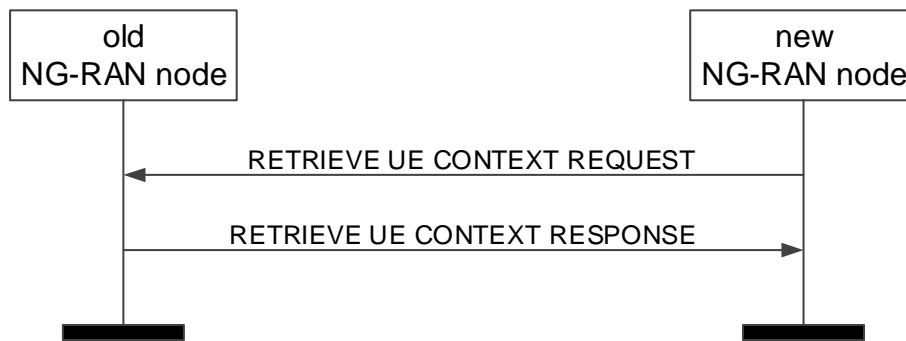 old
NG-RAN node
new
NG-RAN node
RETRIEVE UE CONTEXT REQUEST
RETRIEVE UE CONTEXT RESPONSE